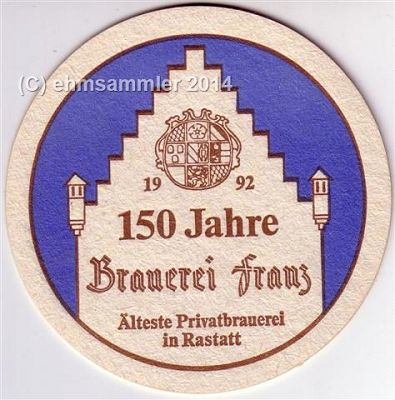 (C) ehmsammler 2014
19 92
150 Jahre
Brauerei Franz
Älteste Privatbrauerei
in Rastatt